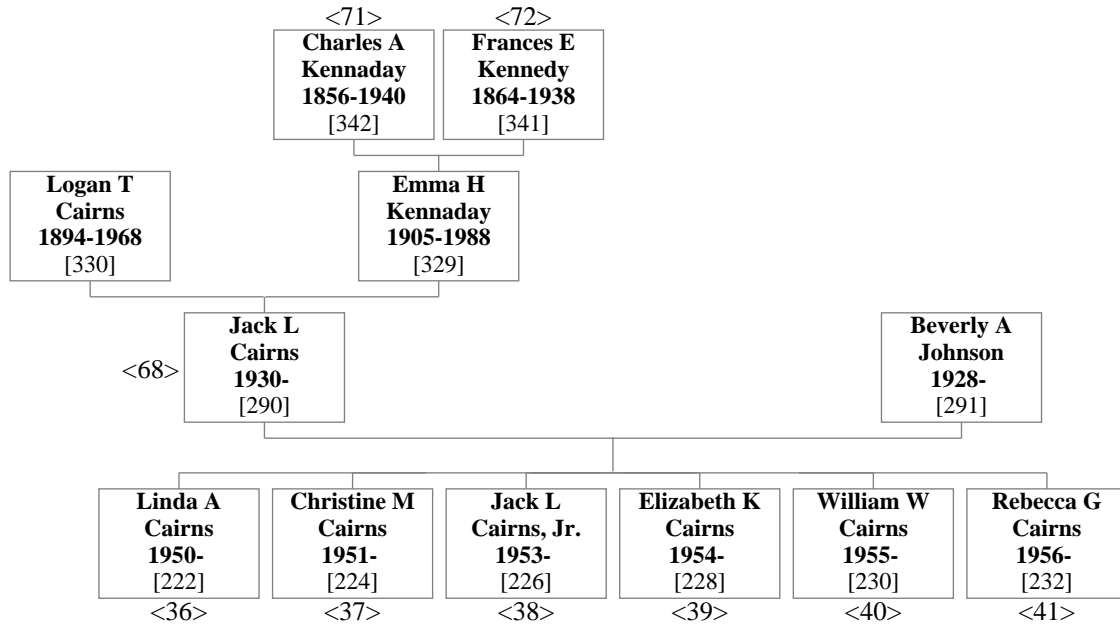 <71>
<72>
Charles A
Kennaday
1856-1940
[342]
Frances E
Kennedy
1864-1938
[341]
Logan T
Cairns
1894-1968
[330]
Emma H
Kennaday
1905-1988
[329]
<68>
Jack L
Cairns
1930-
[290]
Beverly A
Johnson
1928-
[291]
Linda A
Cairns
1950-
[222]
<36>
Christine M
Cairns
1951-
[224]
<37>
Jack L
Cairns, Jr.
1953-
[226]
<38>
Elizabeth K
Cairns
1954-
[228]
<39>
William W
Cairns
1955-
[230]
<40>
Rebecca G
Cairns
1956-
[232]
<41>